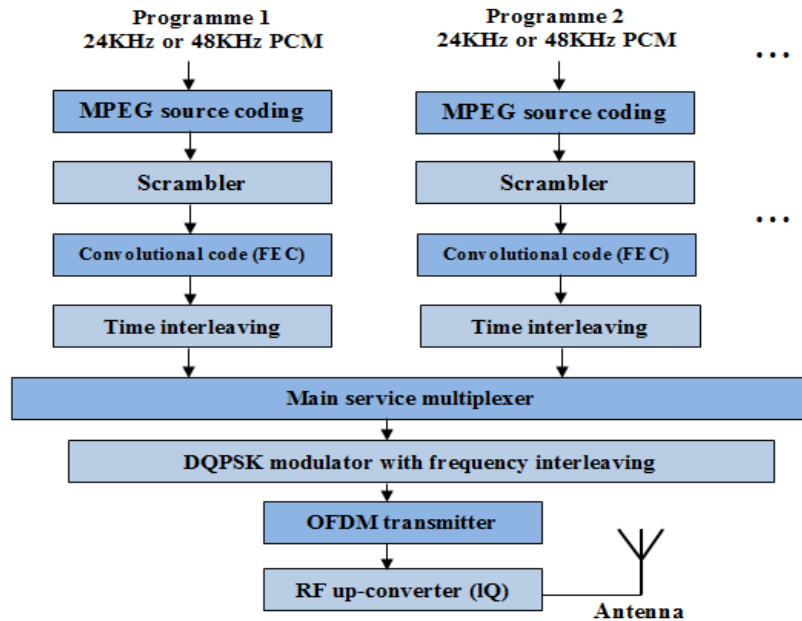 Programme 1
24KHz or 48KHz PCM
Programme 2
24KHz or 48KHz PCM
...
MPEG source coding
MPEG source coding
Scrambler
Scrambler
...
Convolutional code (FEC)
Convolutional code (FEC)
Time interleaving
Time interleaving
Main service multiplexer
DQPSK modulator with frequency interleaving
OFDM transmitter
RF up-converter (IQ)
Antenna